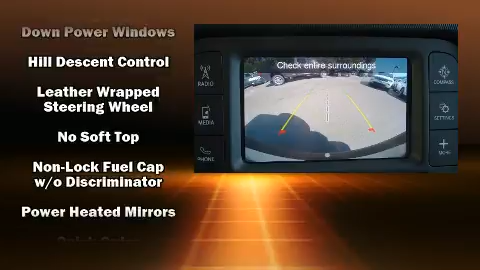 Down Power Windows
Hill Descent Control
Leather Wrapped
Steering Wheel
No Soft Top
Non-Lock Fuel Cap
w/o Discriminator
Power Heated Mirrors
Check entire surroundings
RADIO
MEDIA
PHONE
COMPASS
SETTINGS
MORE